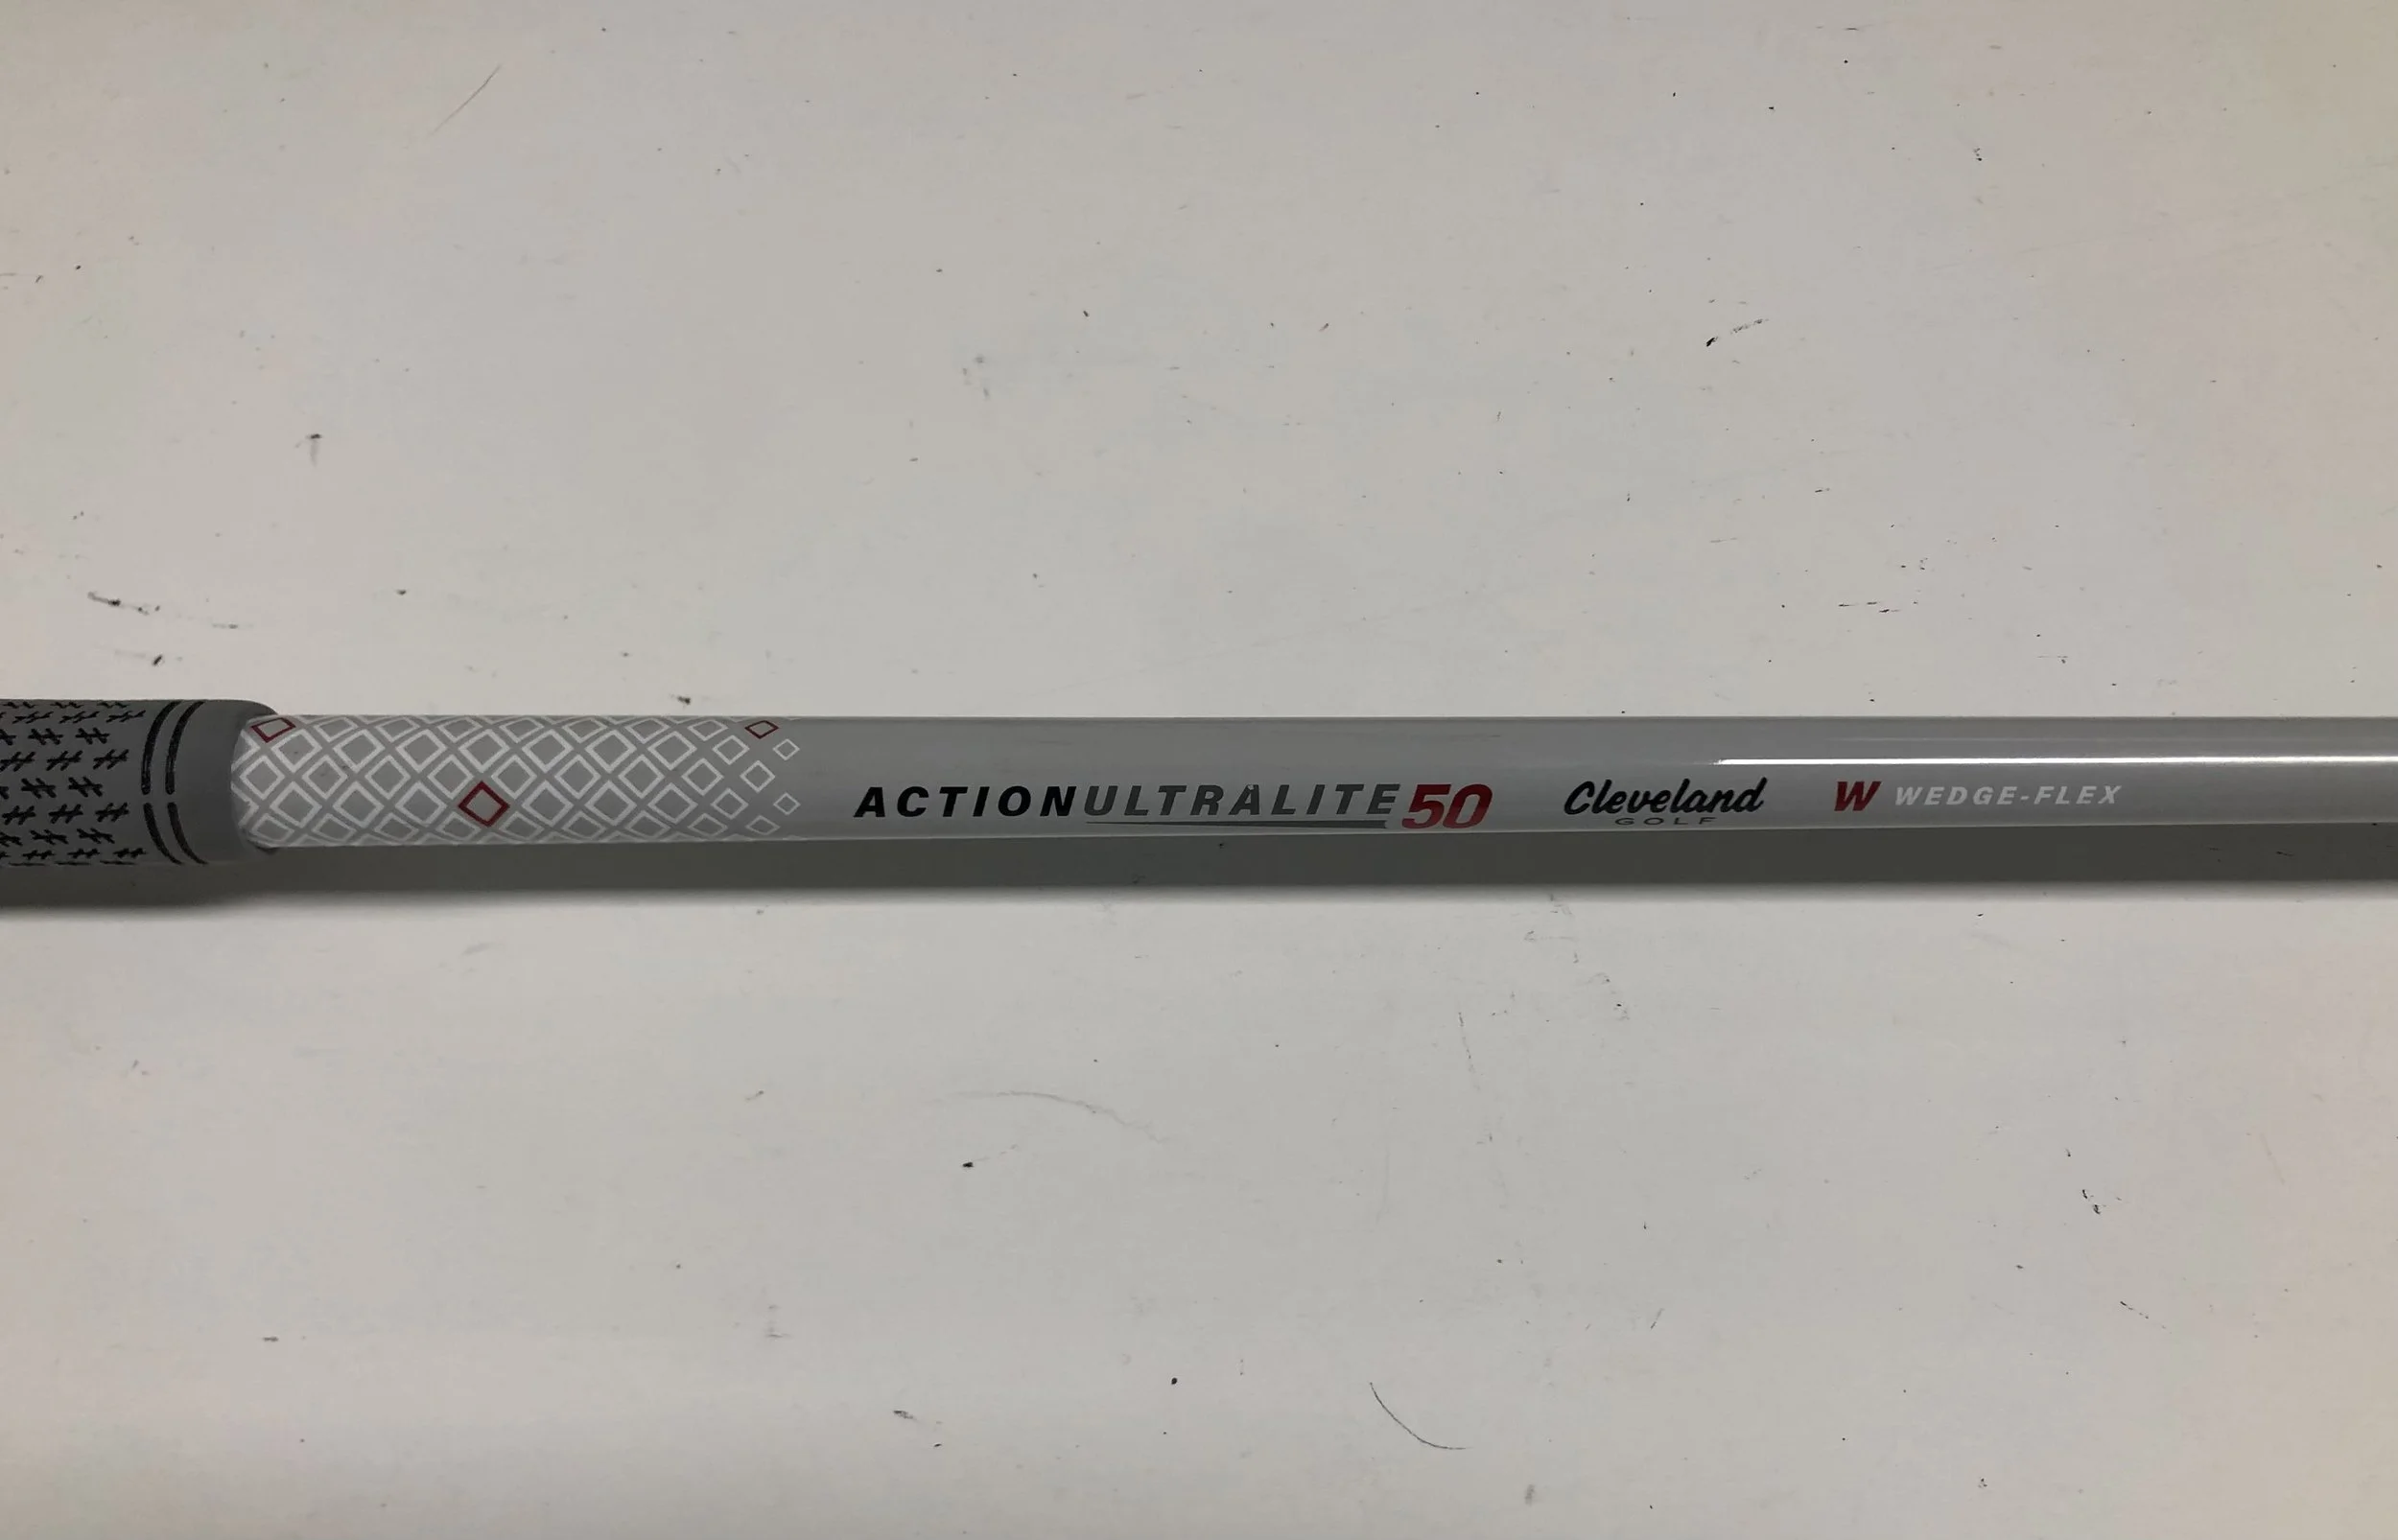 ACTIONULTRALITE50 Cleveland GOLF W WEDGE-FLEX